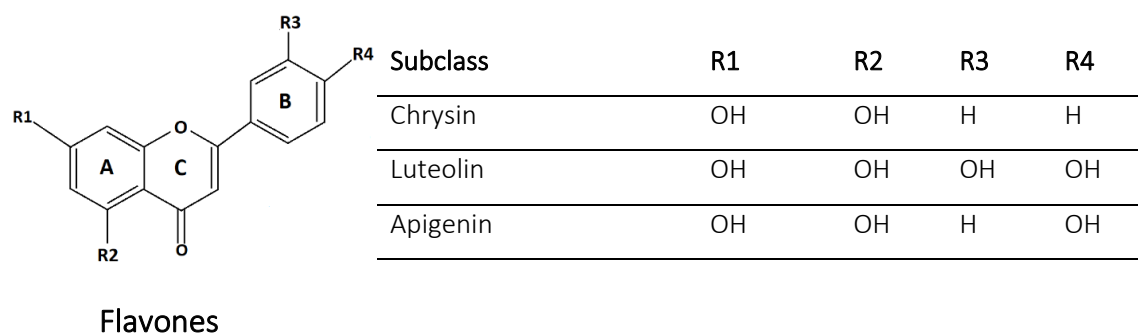 R3
R4
B
R1
O
A
C
R2
O
Flavones
Subclass R1 R2 R3 R4
Chrysin OH OH H H
Luteolin OH OH OH OH
Apigenin OH OH H OH